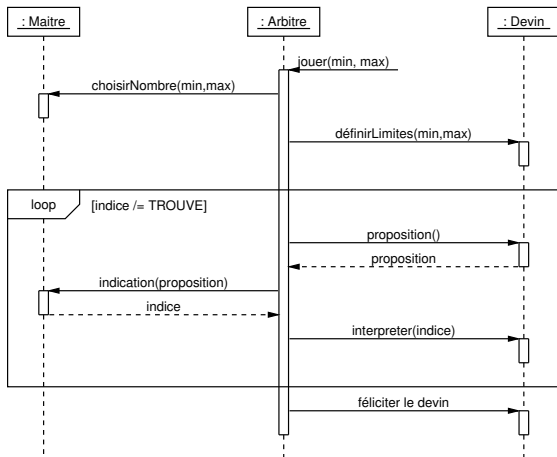 : Maitre
: Arbitre
: Devin
jouer(min, max)
choisirNombre(min,max)
définirLimites(min,max)
loop
[indice /= TROUVE]
proposition()
proposition
indication(proposition)
indice
interpreter(indice)
féliciter le devin